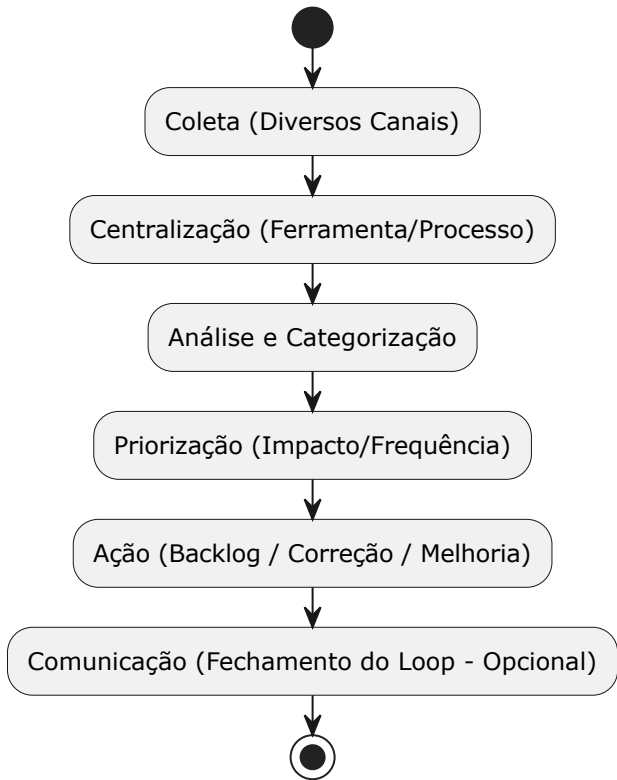 Coleta (Diversos Canais)
Centralização (Ferramenta/Processo)
Análise e Categorização
Priorização (Impacto/Frequência)
Ação (Backlog / Correção / Melhoria)
Comunicação (Fechamento do Loop - Opcional)